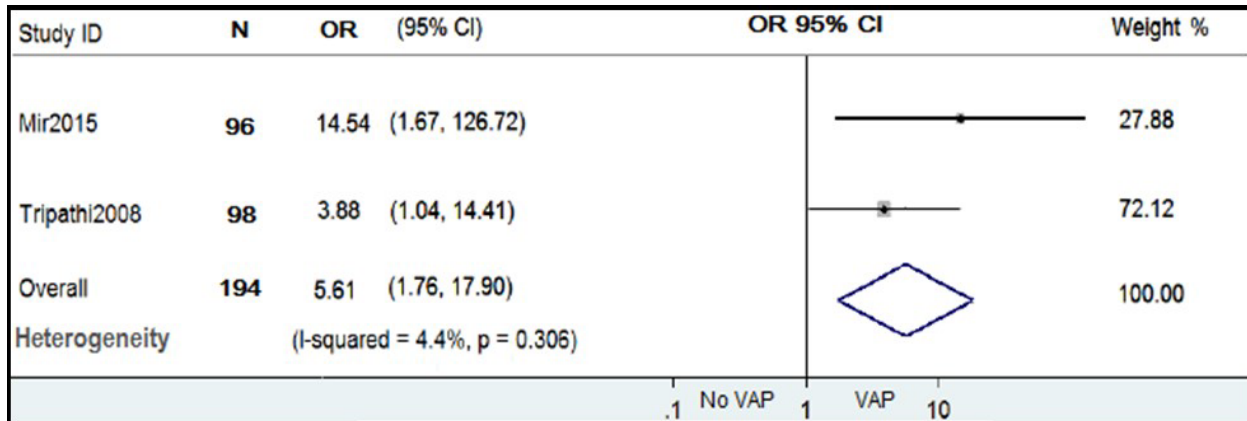 Study ID N OR (95% CI) OR 95% CI Weight %
Mir2015 96 14.54 (1.67, 126.72) 27.88
Tripathi2008 98 3.88 (1.04, 14.41) 72.12
Overall 194 5.61 (1.76, 17.90) 100.00
Heterogeneity (I-squared = 4.4%, p = 0.306)
.1 No VAP 1 VAP 10